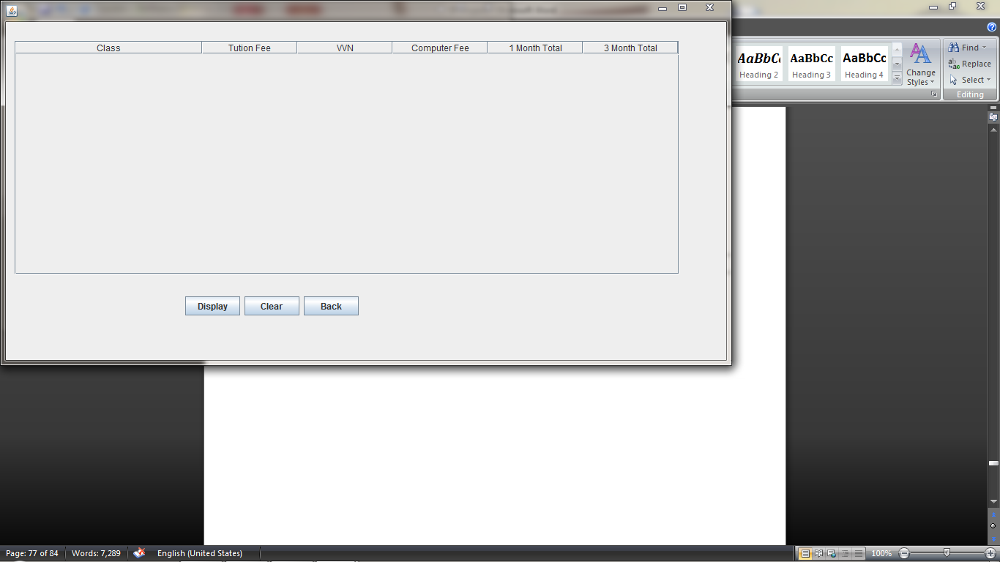 Class Tution Fee VVN Computer Fee 1 Month Total 3 Month Total
Display Clear Back
AaBbCc AaBbCc AaBbCc
Heading 2 Heading 3 Heading 4
Change
Styles
Find
Replace
Select
Editing
Page: 77 of 84 Words: 7,289 English (United States) 100%